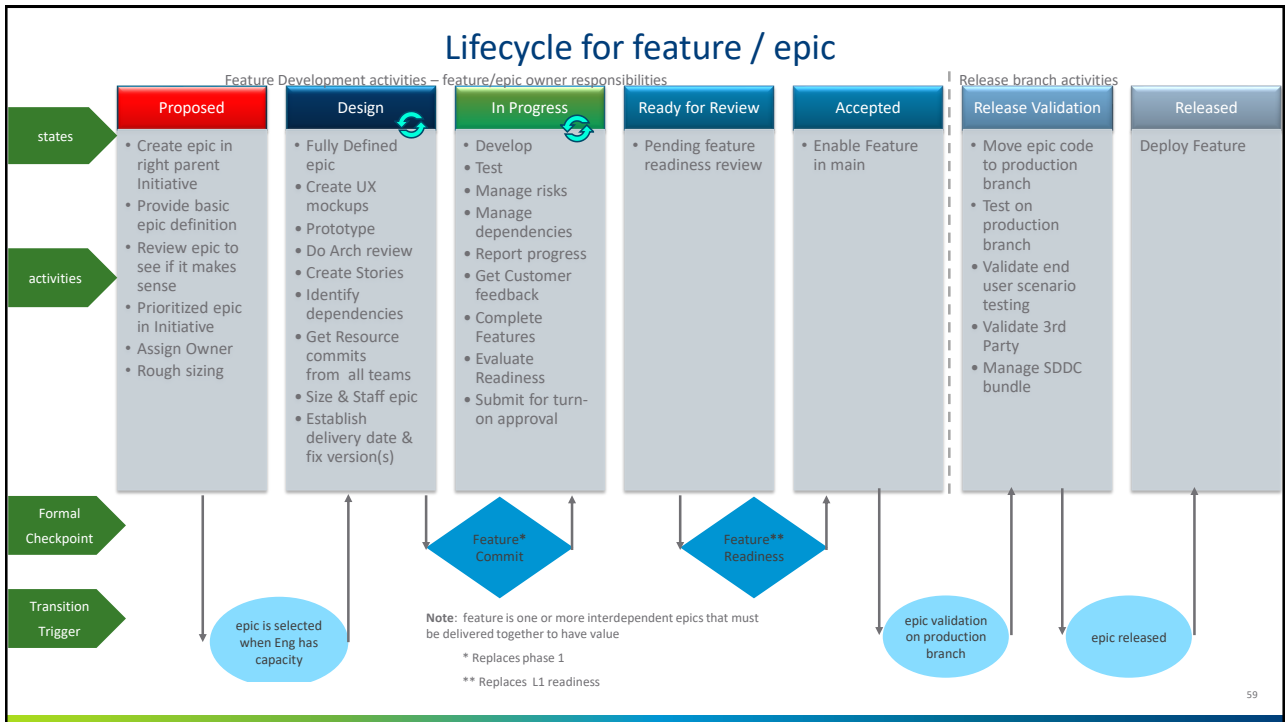 Lifecycle for feature / epic
Feature Development activities – feature/epic owner responsibilities
Release branch activities
states
Proposed
Design
In Progress
Ready for Review
Accepted
Release Validation
Released
activities
• Create epic in
right parent
Initiative
• Provide basic
epic definition
• Review epic to
see if it makes
sense
• Prioritized epic
in Initiative
• Assign Owner
• Rough sizing
• Fully Defined
epic
• Create UX
mockups
• Prototype
• Do Arch review
• Create Stories
• Identify
dependencies
• Get Resource
commits
from all teams
• Size & Staff epic
• Establish
delivery date &
fix version(s)
• Develop
• Test
• Manage risks
• Manage
dependencies
• Report progress
• Get Customer
feedback
• Complete
Features
• Evaluate
Readiness
• Submit for turn-
on approval
• Pending feature
readiness review
• Enable Feature
in main
• Move epic code
to production
branch
• Test on
production
branch
• Validate end
user scenario
testing
• Validate 3rd
Party
• Manage SDDC
bundle
Deploy Feature
Formal
Checkpoint
Feature*
Commit
Feature**
Readiness
Transition
Trigger
epic is selected
when Eng has
capacity
Note: feature is one or more interdependent epics that must
be delivered together to have value
* Replaces phase 1
** Replaces L1 readiness
epic validation
on production
branch
epic released
59